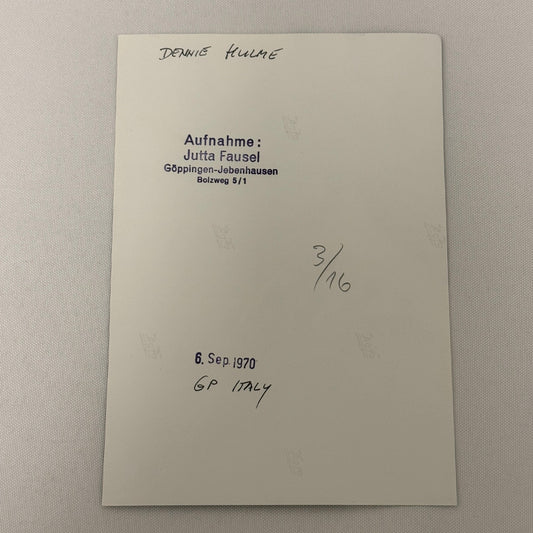 DENNIE HULME
Aufnahme:
Jutta Fausel
Göppingen-Jebenhausen
Bolzweg 5/1
3/16
6. Sep. 1970
GP ITALY